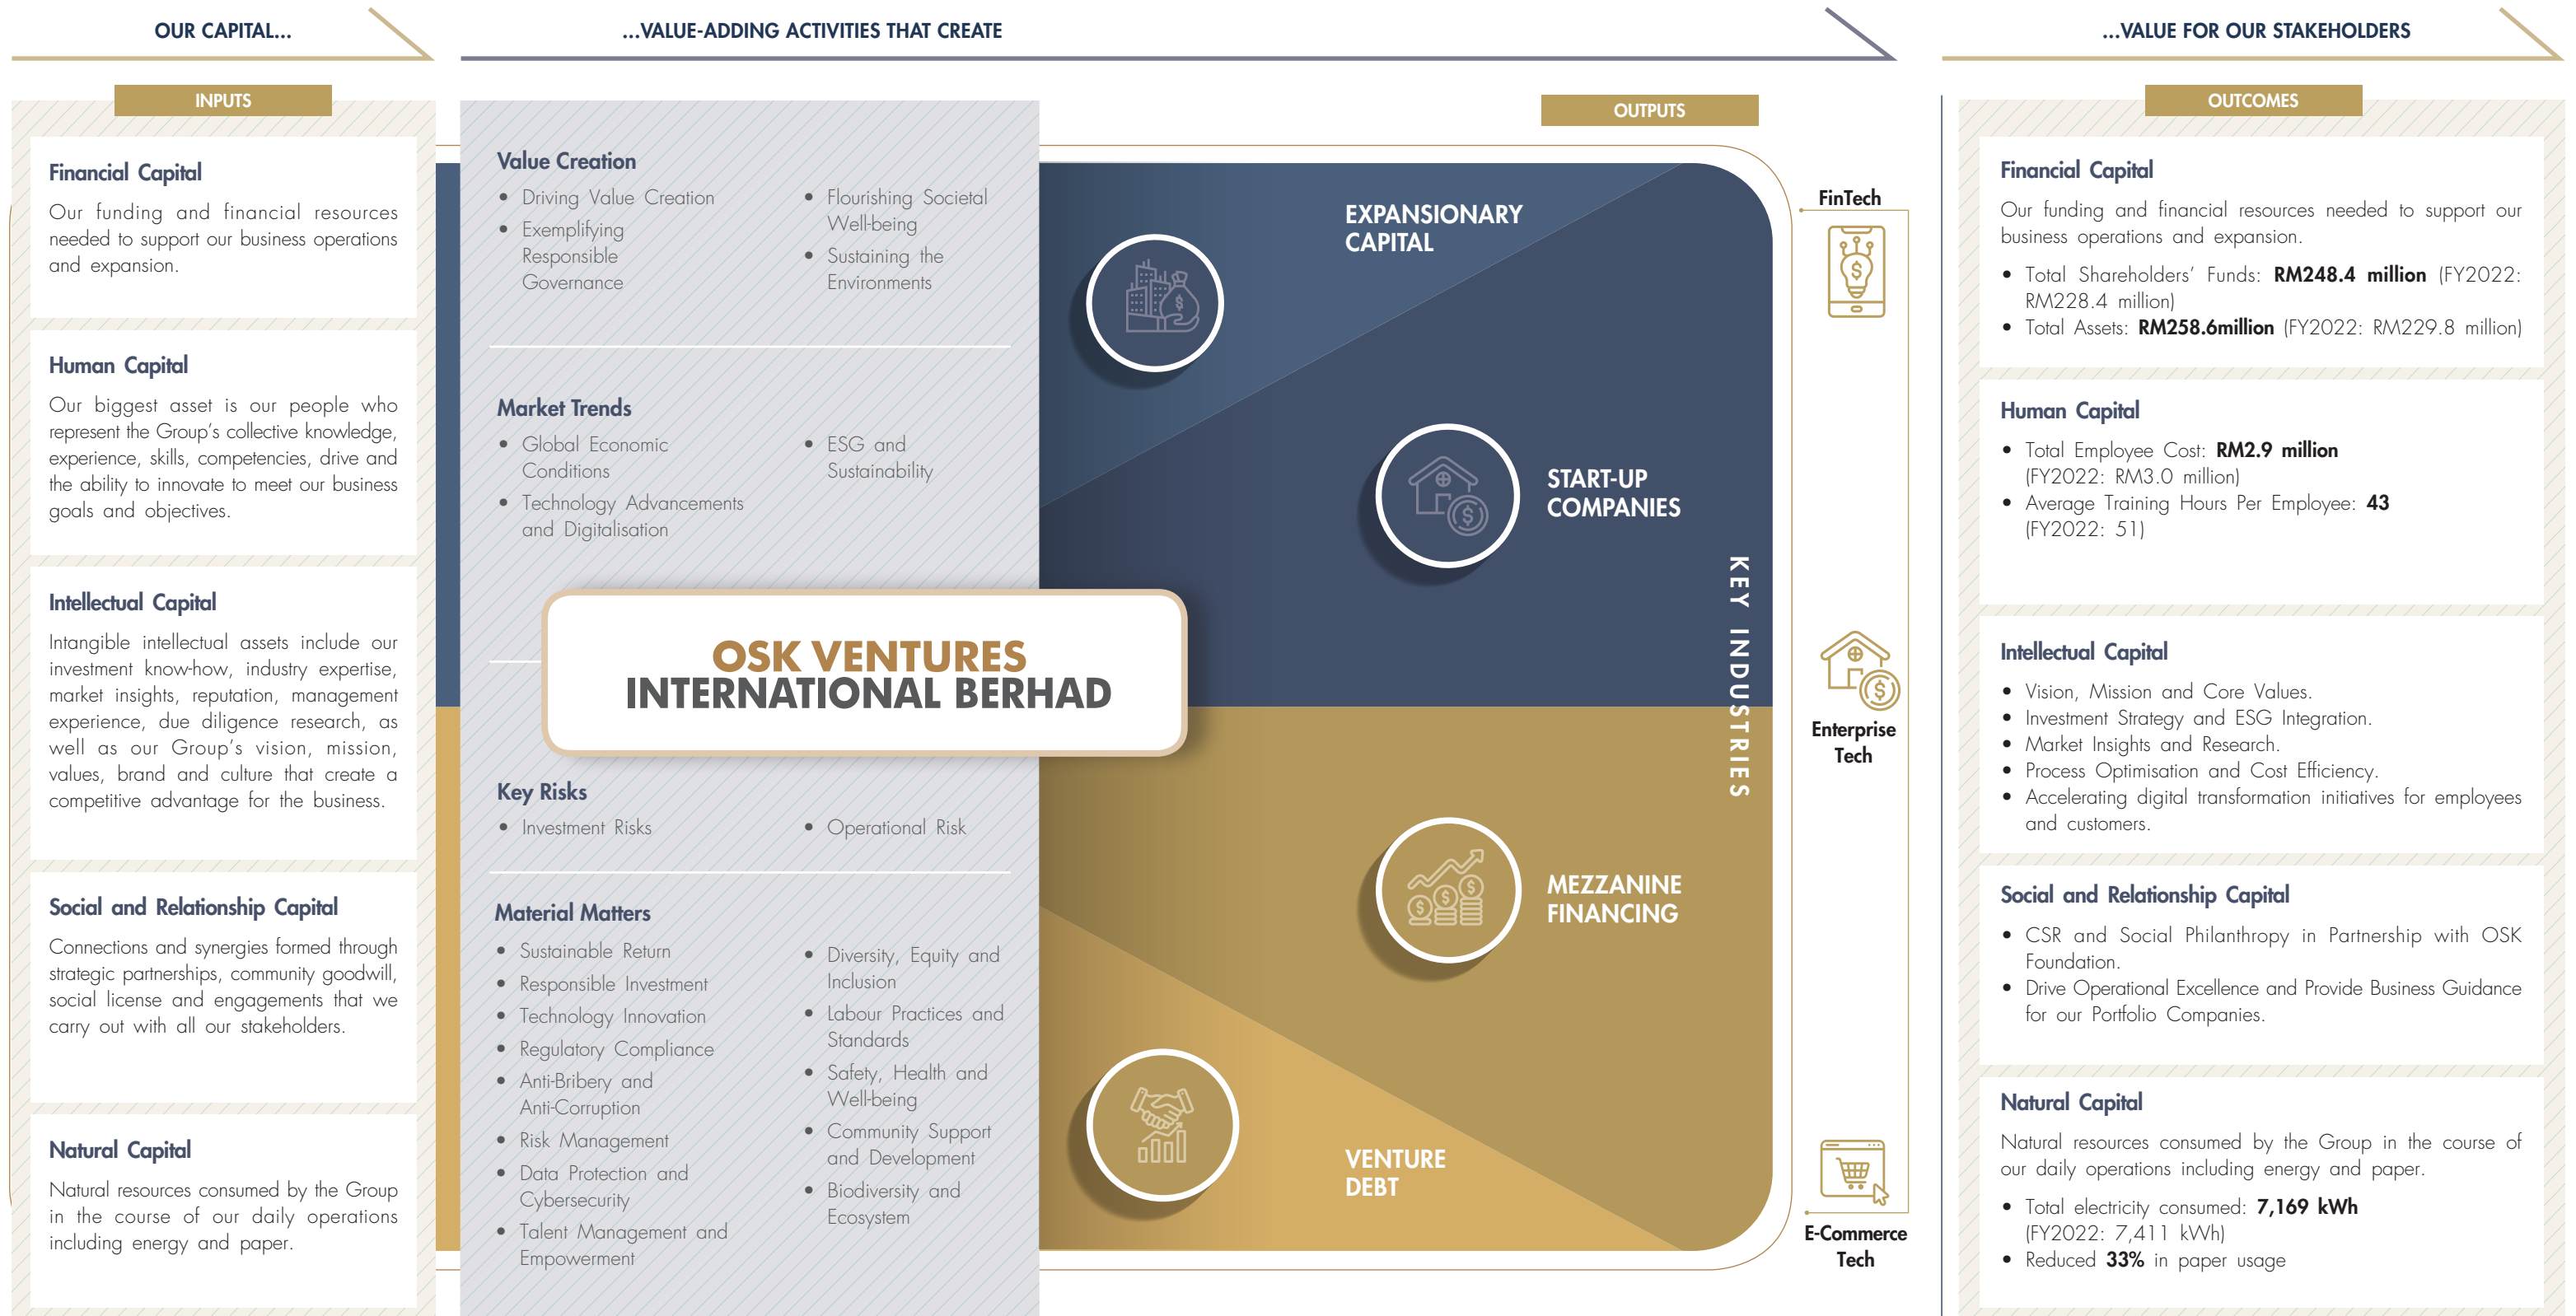 OUR CAPITAL...
...VALUE-ADDING ACTIVITIES THAT CREATE
...VALUE FOR OUR STAKEHOLDERS
INPUTS
Financial Capital
Our funding and financial resources
needed to support our business operations
and expansion.
Human Capital
Our biggest asset is our people who
represent the Group's collective knowledge,
experience, skills, competencies, drive and
the ability to innovate to meet our business
goals and objectives.
Intellectual Capital
Intangible intellectual assets include our
investment know-how, industry expertise,
market insights, reputation, management
experience, due diligence research, as
well as our Group's vision, mission,
values, brand and culture that create a
competitive advantage for the business.
Social and Relationship Capital
Connections and synergies formed through
strategic partnerships, community goodwill,
social license and engagements that we
carry out with all our stakeholders.
Natural Capital
Natural resources consumed by the Group
in the course of our daily operations
including energy and paper.
Value Creation
• Driving Value Creation
• Exemplifying
Responsible
Governance
• Flourishing Societal
Well-being
• Sustaining the
Environments
Market Trends
• Global Economic
Conditions
• Technology Advancements
and Digitalisation
• ESG and
Sustainability
OSK VENTURES
INTERNATIONAL BERHAD
Key Risks
• Investment Risks
• Operational Risk
Material Matters
• Sustainable Return
• Responsible Investment
• Technology Innovation
• Regulatory Compliance
• Anti-Bribery and
Anti-Corruption
• Risk Management
• Data Protection and
Cybersecurity
• Talent Management and
Empowerment
• Diversity, Equity and
Inclusion
• Labour Practices and
Standards
• Safety, Health and
Well-being
• Community Support
and Development
• Biodiversity and
Ecosystem
OUTPUTS
EXPANSIONARY
CAPITAL
START-UP
COMPANIES
MEZZANINE
FINANCING
VENTURE
DEBT
KEY INDUSTRIES
FinTech
Enterprise
Tech
E-Commerce
Tech
OUTCOMES
Financial Capital
Our funding and financial resources needed to support our
business operations and expansion.
• Total Shareholders' Funds: RM248.4 million (FY2022:
RM228.4 million)
• Total Assets: RM258.6million (FY2022: RM229.8 million)
Human Capital
• Total Employee Cost: RM2.9 million
(FY2022: RM3.0 million)
• Average Training Hours Per Employee: 43
(FY2022: 51)
Intellectual Capital
• Vision, Mission and Core Values.
• Investment Strategy and ESG Integration.
• Market Insights and Research.
• Process Optimisation and Cost Efficiency.
• Accelerating digital transformation initiatives for employees
and customers.
Social and Relationship Capital
• CSR and Social Philanthropy in Partnership with OSK
Foundation.
• Drive Operational Excellence and Provide Business Guidance
for our Portfolio Companies.
Natural Capital
Natural resources consumed by the Group in the course of
our daily operations including energy and paper.
• Total electricity consumed: 7,169 kWh
(FY2022: 7,411 kWh)
• Reduced 33% in paper usage